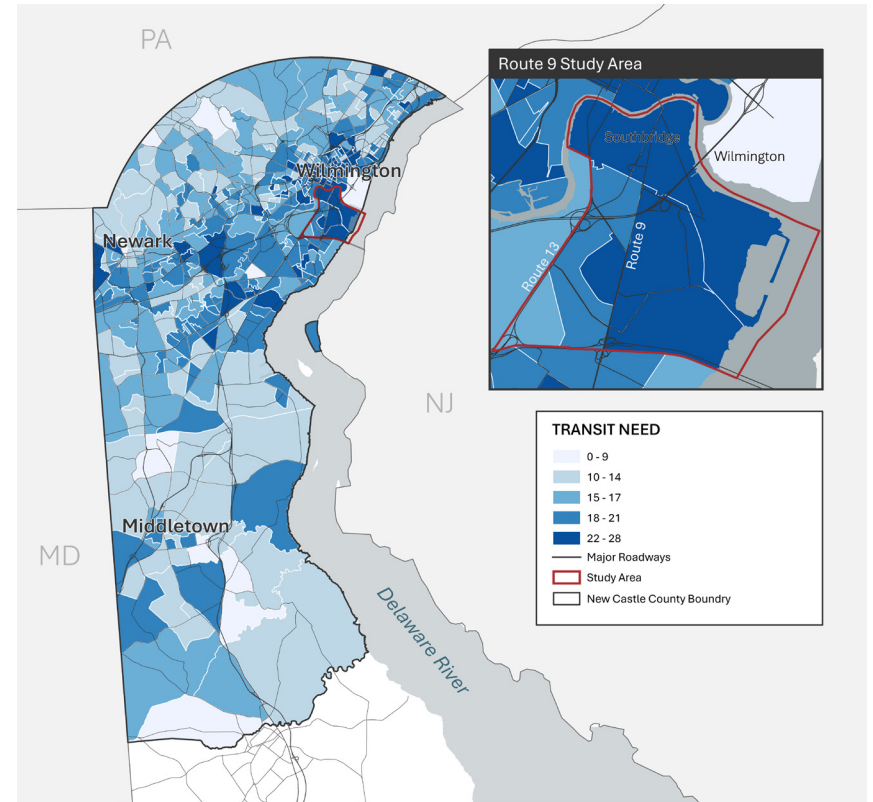 PA
Route 9 Study Area
Southbridge
Wilmington
Route 13
Route 9
Wilmington
Newark
NJ
TRANSIT NEED
0 - 9
10 - 14
15 - 17
18 - 21
22 - 28
Major Roadways
Study Area
New Castle County Boundry
Middletown
MD
Delaware River